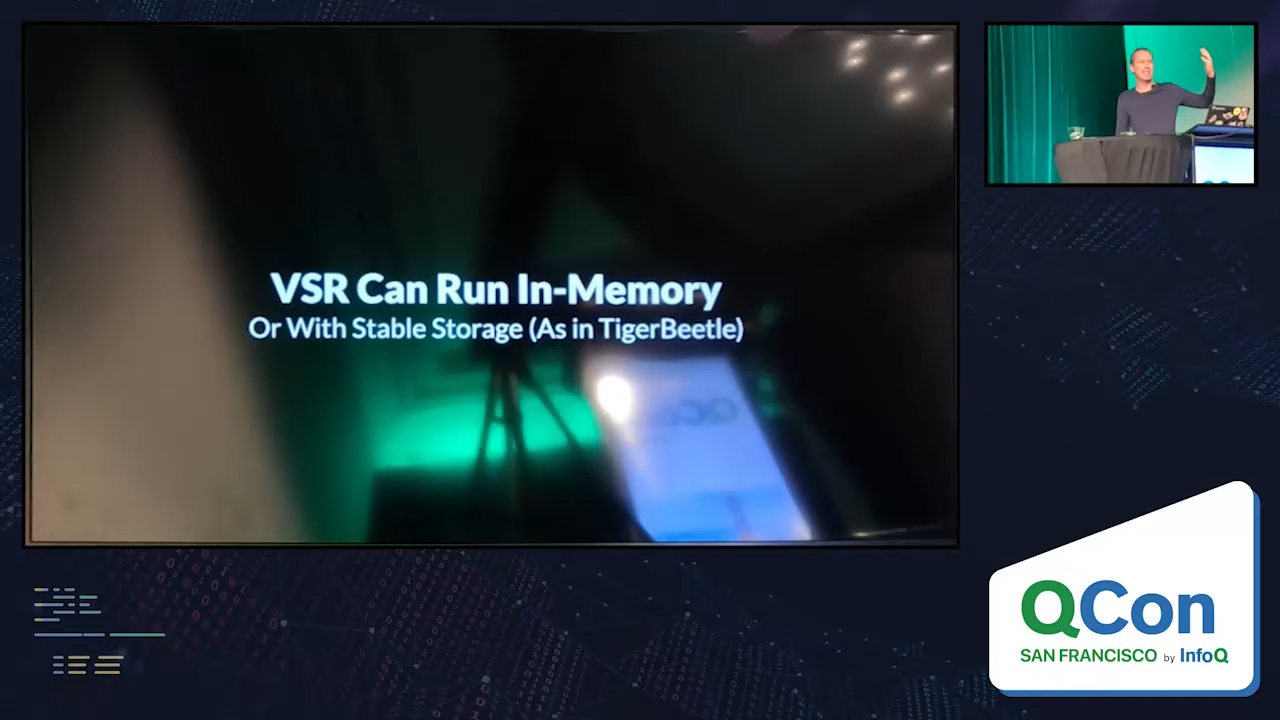 VSR Can Run In-Memory
Or With Stable Storage (As in TigerBeetle)
QCon
SAN FRANCISCO by InfoQ